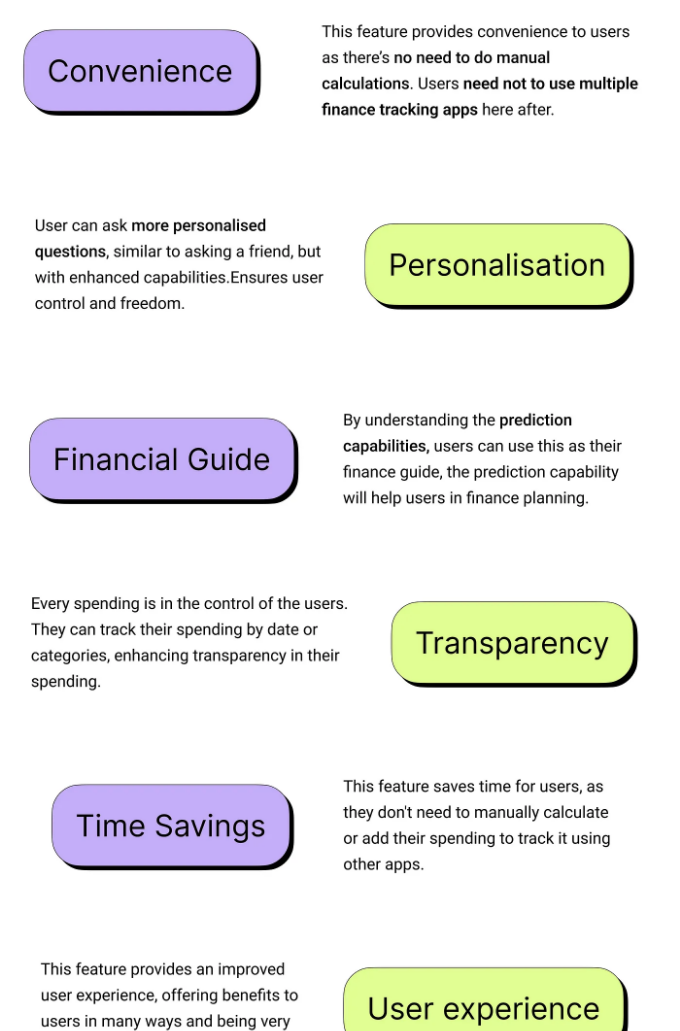 Convenience
This feature provides convenience to users
as there’s no need to do manual
calculations. Users need not to use multiple
finance tracking apps here after.
User can ask more personalised
questions, similar to asking a friend, but
with enhanced capabilities.Ensures user
control and freedom.
Personalisation
Financial Guide
By understanding the prediction
capabilities, users can use this as their
finance guide, the prediction capability
will help users in finance planning.
Every spending is in the control of the users.
They can track their spending by date or
categories, enhancing transparency in their
spending.
Transparency
Time Savings
This feature saves time for users, as
they don't need to manually calculate
or add their spending to track it using
other apps.
This feature provides an improved
user experience, offering benefits to
users in many ways and being very
User experience